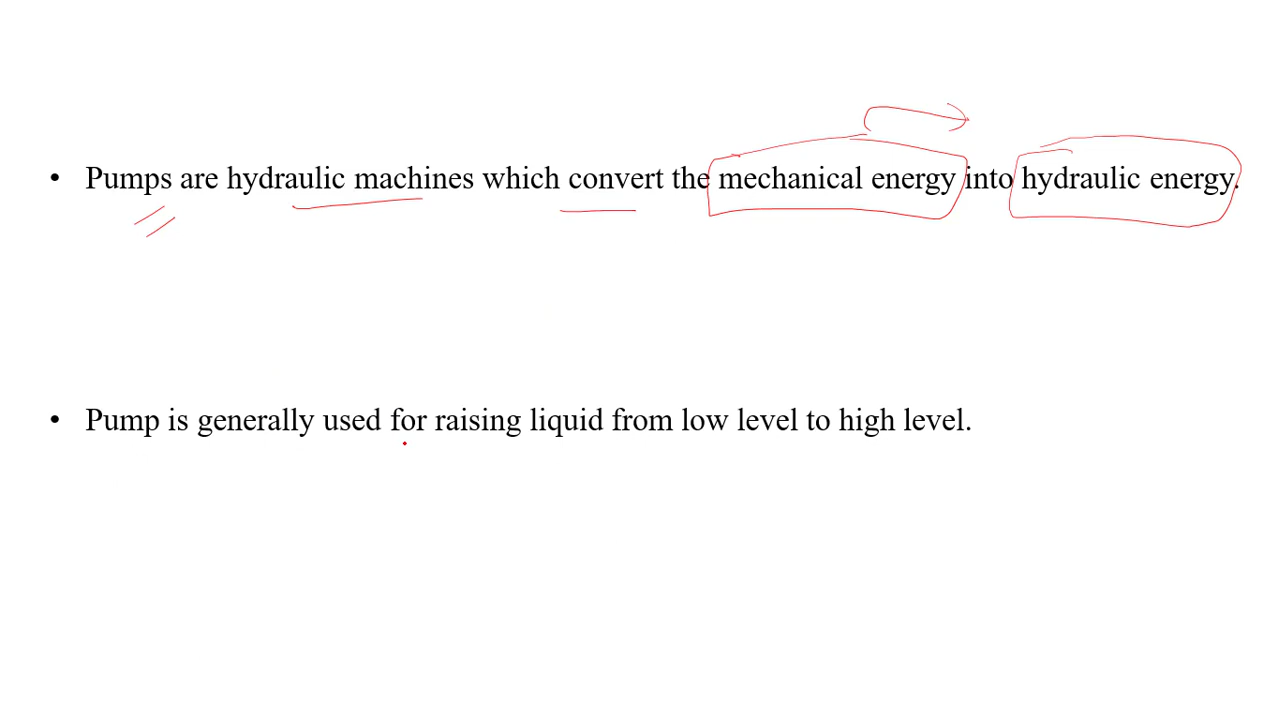 • Pumps are hydraulic machines which convert the mechanical energy into hydraulic energy.
• Pump is generally used for raising liquid from low level to high level.